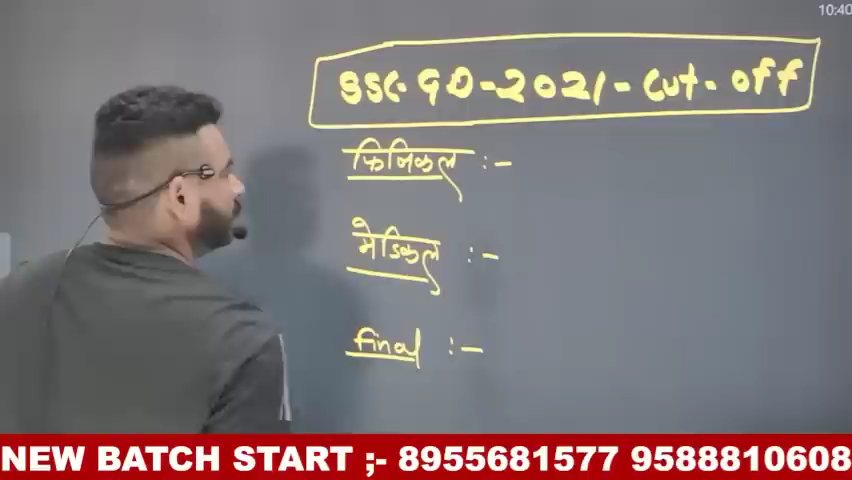 10:40
SSC-GD-2021-Cut-off
फिजिकल :-
मेडिकल :-
final :-
NEW BATCH START ;- 8955681577 9588810608